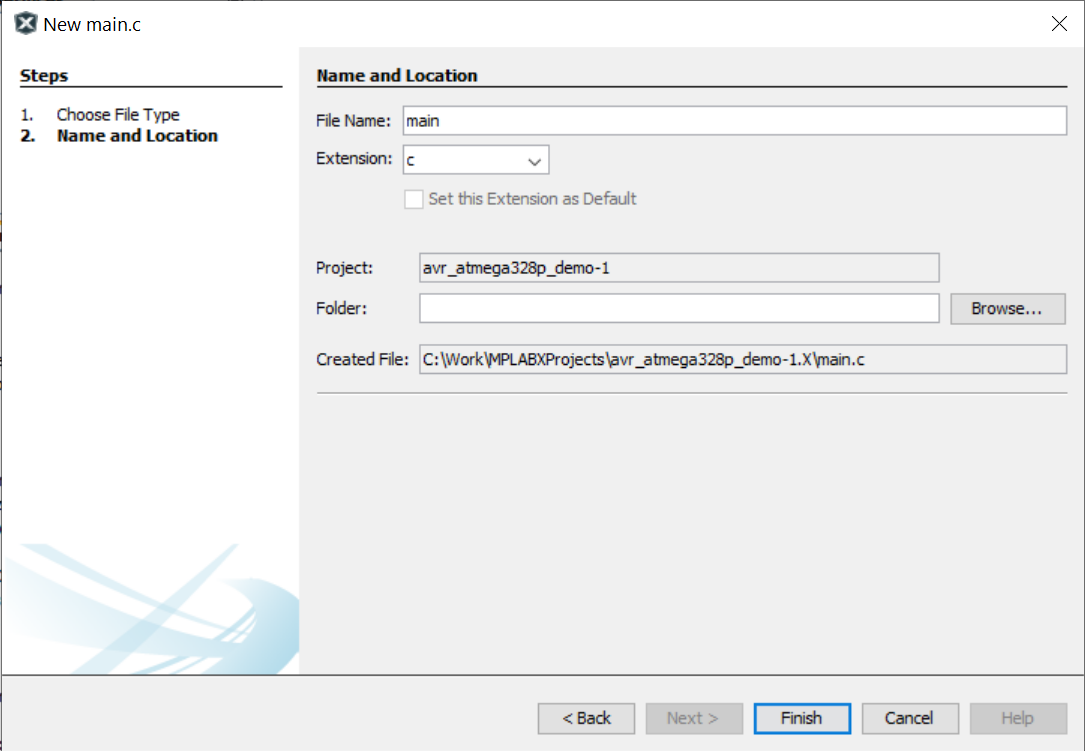 New main.c
Steps
1. Choose File Type
2. Name and Location
Name and Location
File Name: main
Extension: c
Set this Extension as Default
Project: avr_atmega328p_demo-1
Folder: Browse...
Created File: C:\Work\MPLABXProjects\avr_atmega328p_demo-1.X\main.c
< Back Next > Finish Cancel Help